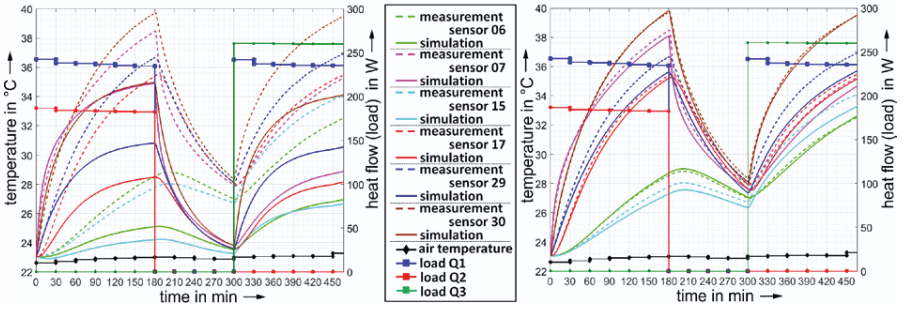 temperature in °C
40
38
36
34
32
30
28
26
24
22
0 30 60 90 120 150 180 210 240 270 300 330 360 390 420 450
time in min
300
250
200
150
100
50
0
heat flow (load) in W
measurement
sensor 06
simulation
measurement
sensor 07
simulation
measurement
sensor 15
simulation
measurement
sensor 17
simulation
measurement
sensor 29
simulation
measurement
sensor 30
simulation
air temperature
load Q1
load Q2
load Q3
temperature in °C
40
38
36
34
32
30
28
26
24
22
0 30 60 90 120 150 180 210 240 270 300 330 360 390 420 450
time in min
300
250
200
150
100
50
0
heat flow (load) in W